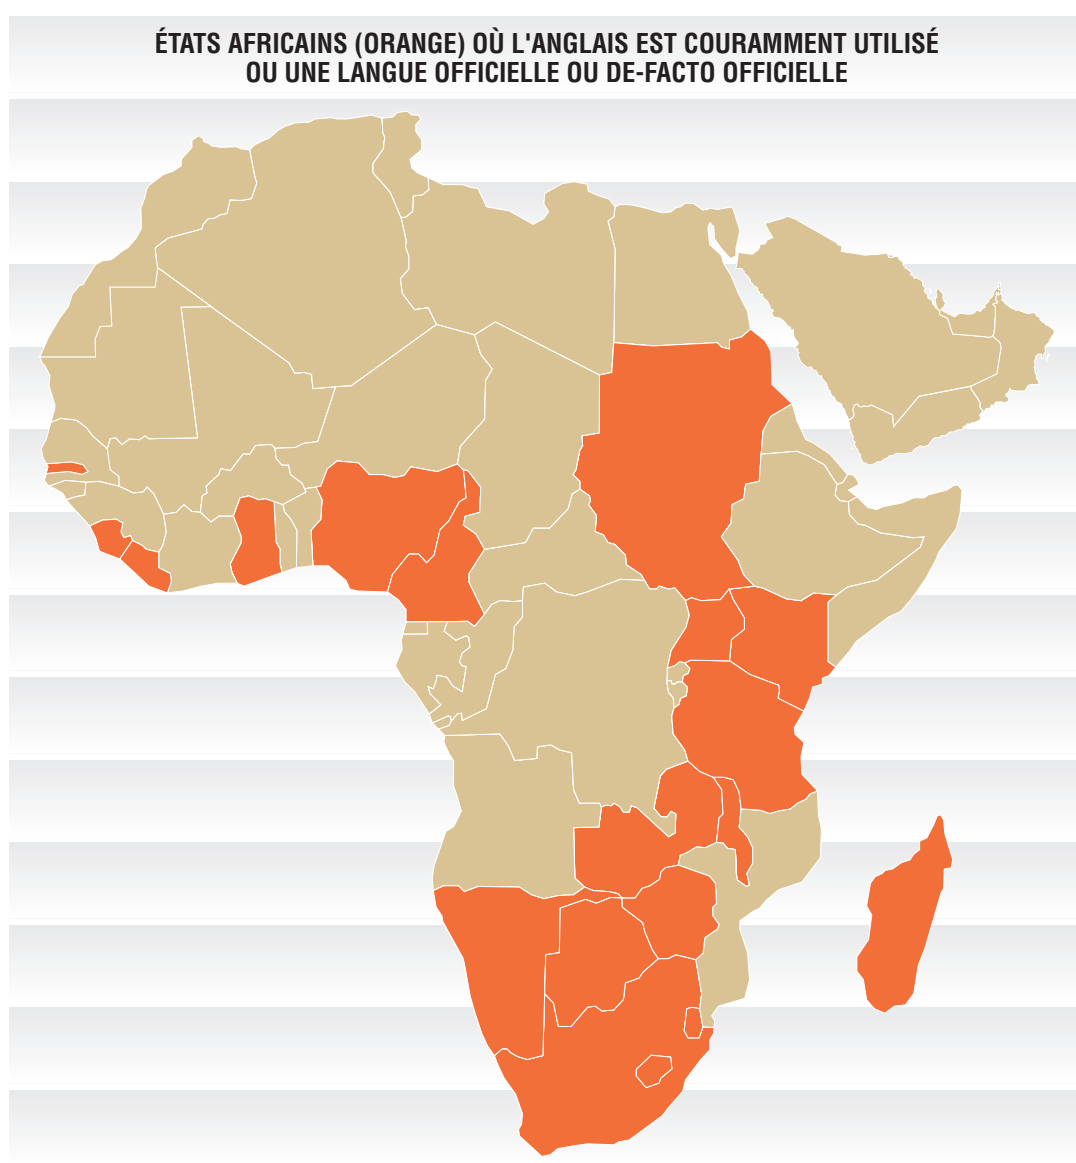 ÉTATS AFRICAINS (ORANGE) OÙ L'ANGLAIS EST COURAMMENT UTILISÉ
OU UNE LANGUE OFFICIELLE OU DE-FACTO OFFICIELLE